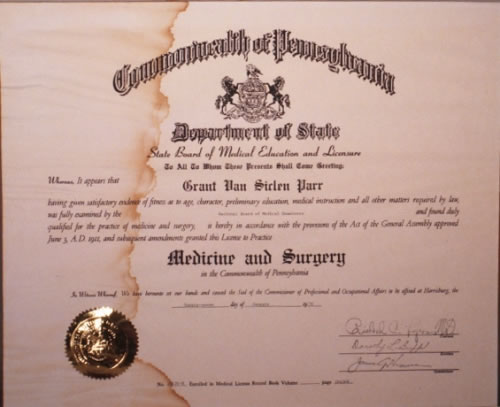 Commonwealth of Pennsylvania
Department of State
State Board of Medical Education and Licensure
To All To Whom These Presents Shall Come Greeting:
Whereas, It appears that
Grant Van Siclen Parr
having given satisfactory evidence of fitness as to age, character, preliminary education, medical instruction and all other matters required by law,
was fully examined by the National Board of Medical Examiners and found duly
qualified for the practice of medicine and surgery, is hereby in accordance with the provisions of the Act of the General Assembly approved
June 3, A.D. 1911, and subsequent amendments granted this License to Practice
Medicine and Surgery
in the Commonwealth of Pennsylvania
In Witness Whereof, We have hereunto set our hands and caused the Seal of the Commissioner of Professional and Occupational Affairs to be affixed at Harrisburg, the
day of January
No. Enrolled in Medical License Record Book Volume page